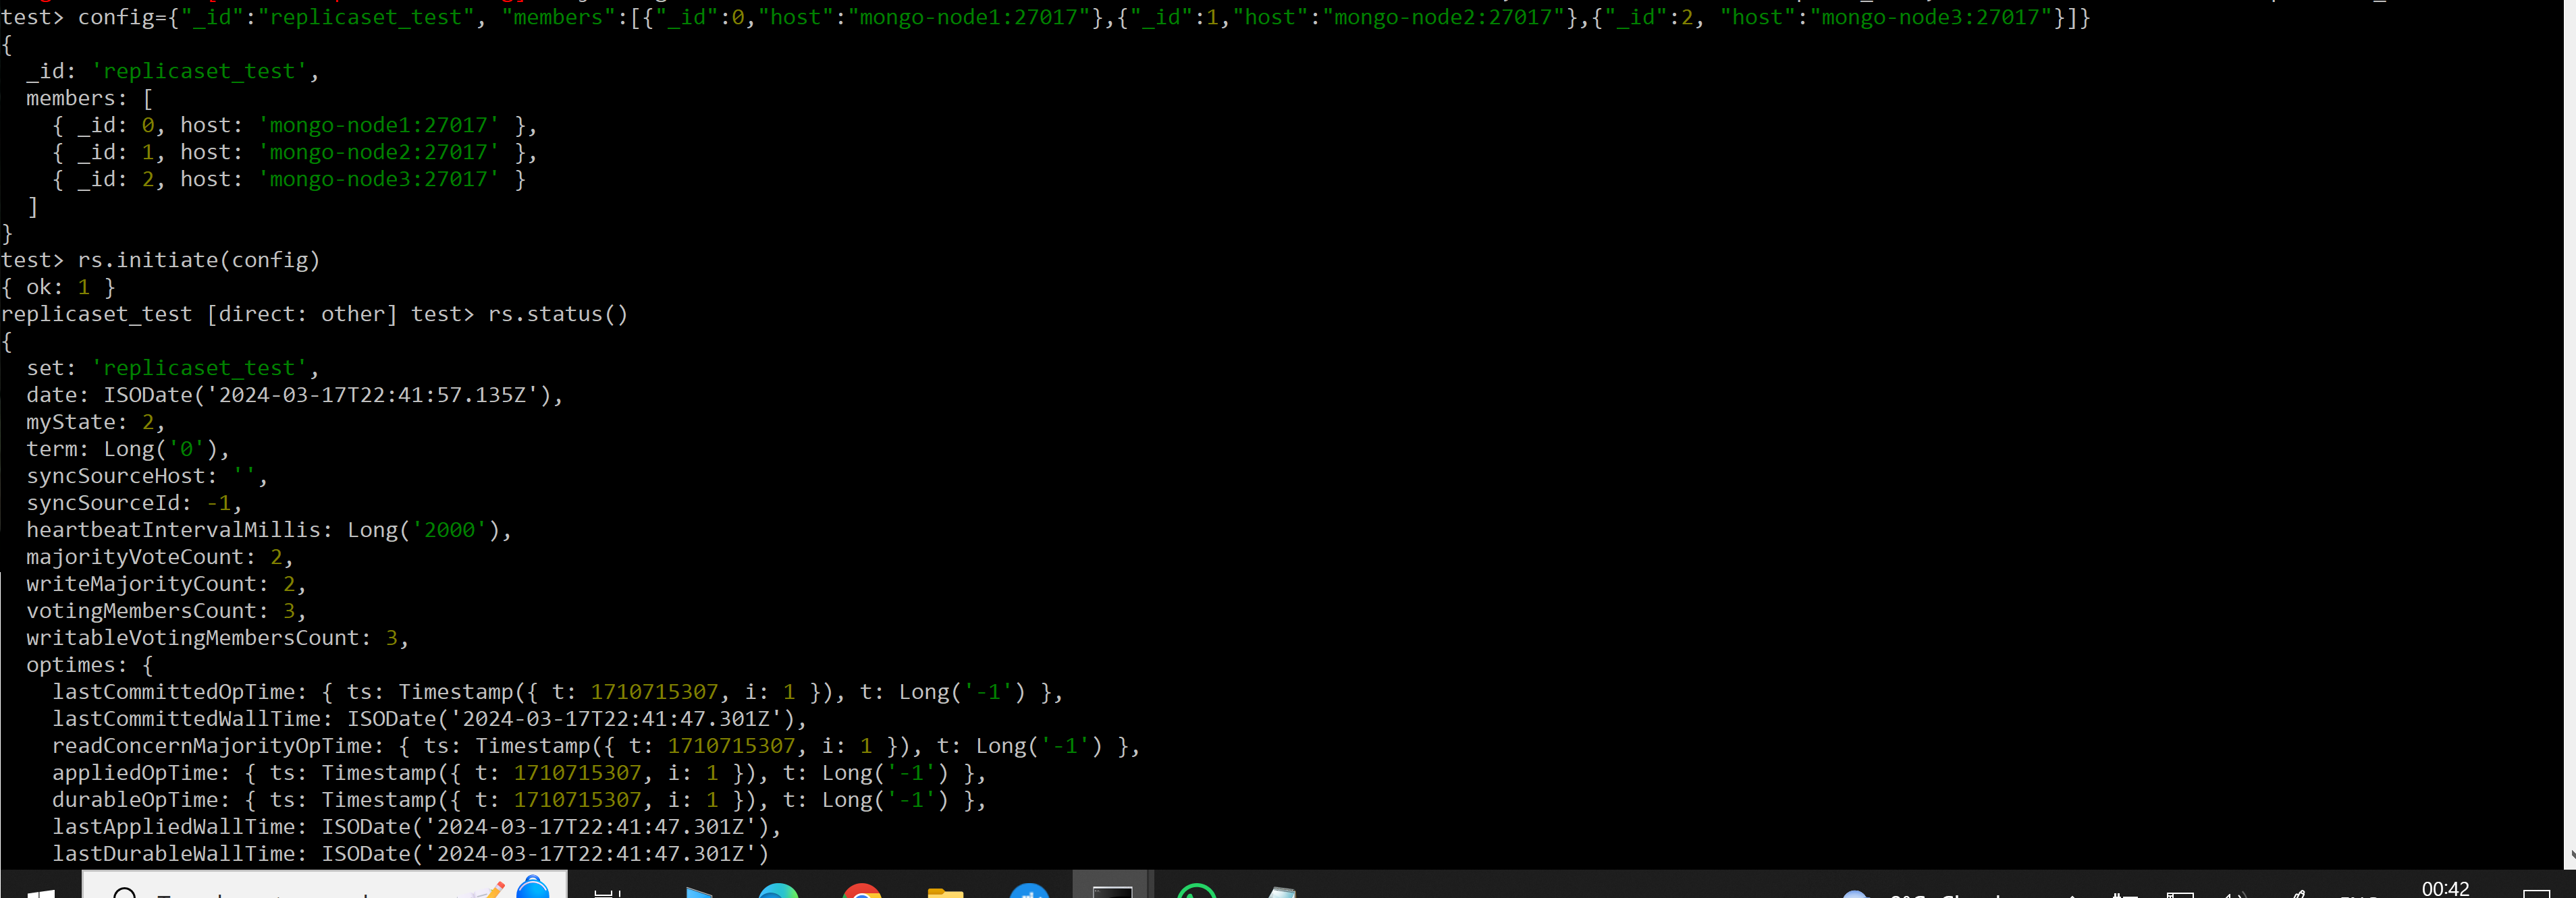 test> config={"_id":"replicaset_test", "members":[{"_id":0,"host":"mongo-node1:27017"},{"_id":1,"host":"mongo-node2:27017"},{"_id":2, "host":"mongo-node3:27017"}]}
{
  _id: 'replicaset_test',
  members: [
    { _id: 0, host: 'mongo-node1:27017' },
    { _id: 1, host: 'mongo-node2:27017' },
    { _id: 2, host: 'mongo-node3:27017' }
  ]
}
test> rs.initiate(config)
{ ok: 1 }
replicaset_test [direct: other] test> rs.status()
{
  set: 'replicaset_test',
  date: ISODate('2024-03-17T22:41:57.135Z'),
  myState: 2,
  term: Long('0'),
  syncSourceHost: '',
  syncSourceId: -1,
  heartbeatIntervalMillis: Long('2000'),
  majorityVoteCount: 2,
  writeMajorityCount: 2,
  votingMembersCount: 3,
  writableVotingMembersCount: 3,
  optimes: {
    lastCommittedOpTime: { ts: Timestamp({ t: 1710715307, i: 1 }), t: Long('-1') },
    lastCommittedWallTime: ISODate('2024-03-17T22:41:47.301Z'),
    readConcernMajorityOpTime: { ts: Timestamp({ t: 1710715307, i: 1 }), t: Long('-1') },
    appliedOpTime: { ts: Timestamp({ t: 1710715307, i: 1 }), t: Long('-1') },
    durableOpTime: { ts: Timestamp({ t: 1710715307, i: 1 }), t: Long('-1') },
    lastAppliedWallTime: ISODate('2024-03-17T22:41:47.301Z'),
    lastDurableWallTime: ISODate('2024-03-17T22:41:47.301Z')
00:42